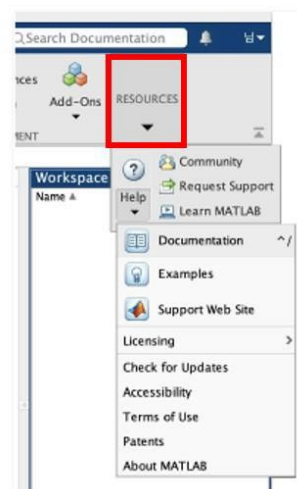 Search Documentation 님
nces
Add-Ons RESOURCES
MENT
Community
Workspace
Request Support
Name
Help
Learn MATLAB
Documentation ^/
Examples
Support Web Site
Licensing >
Check for Updates
Accessibility
Terms of Use
Patents
About MATLAB